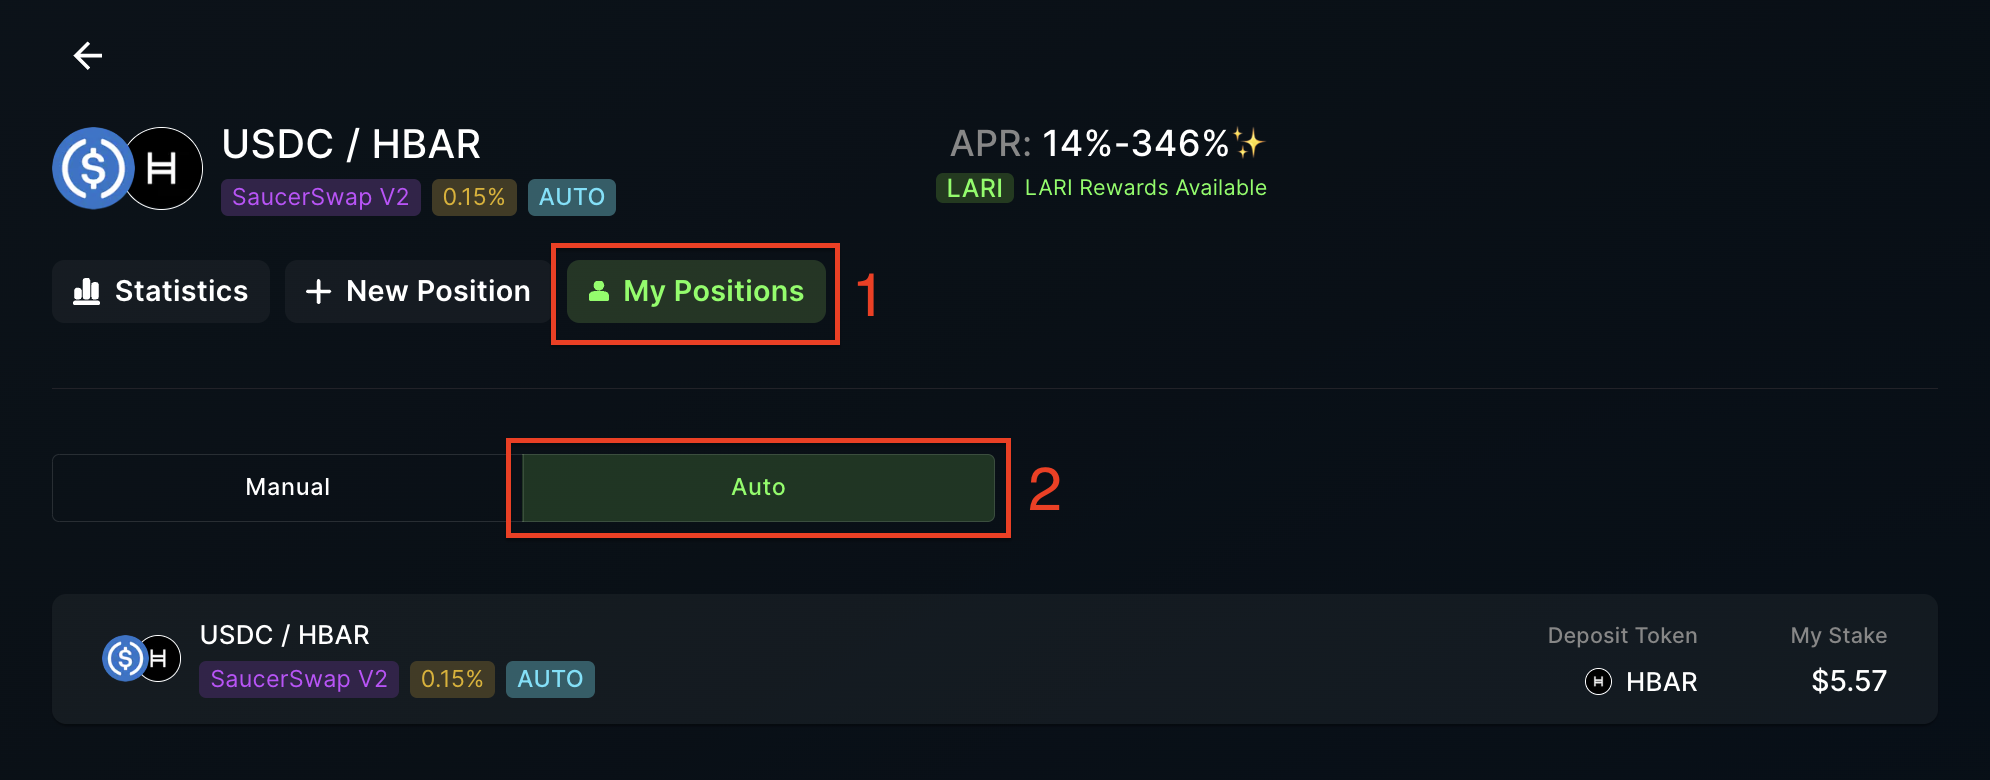 USDC / HBAR
SaucerSwap V2 0.15% AUTO
APR: 14%-346%✨
LARI LARI Rewards Available
Statistics + New Position My Positions 1
Manual Auto 2
USDC / HBAR
SaucerSwap V2 0.15% AUTO
Deposit Token My Stake
HBAR $5.57